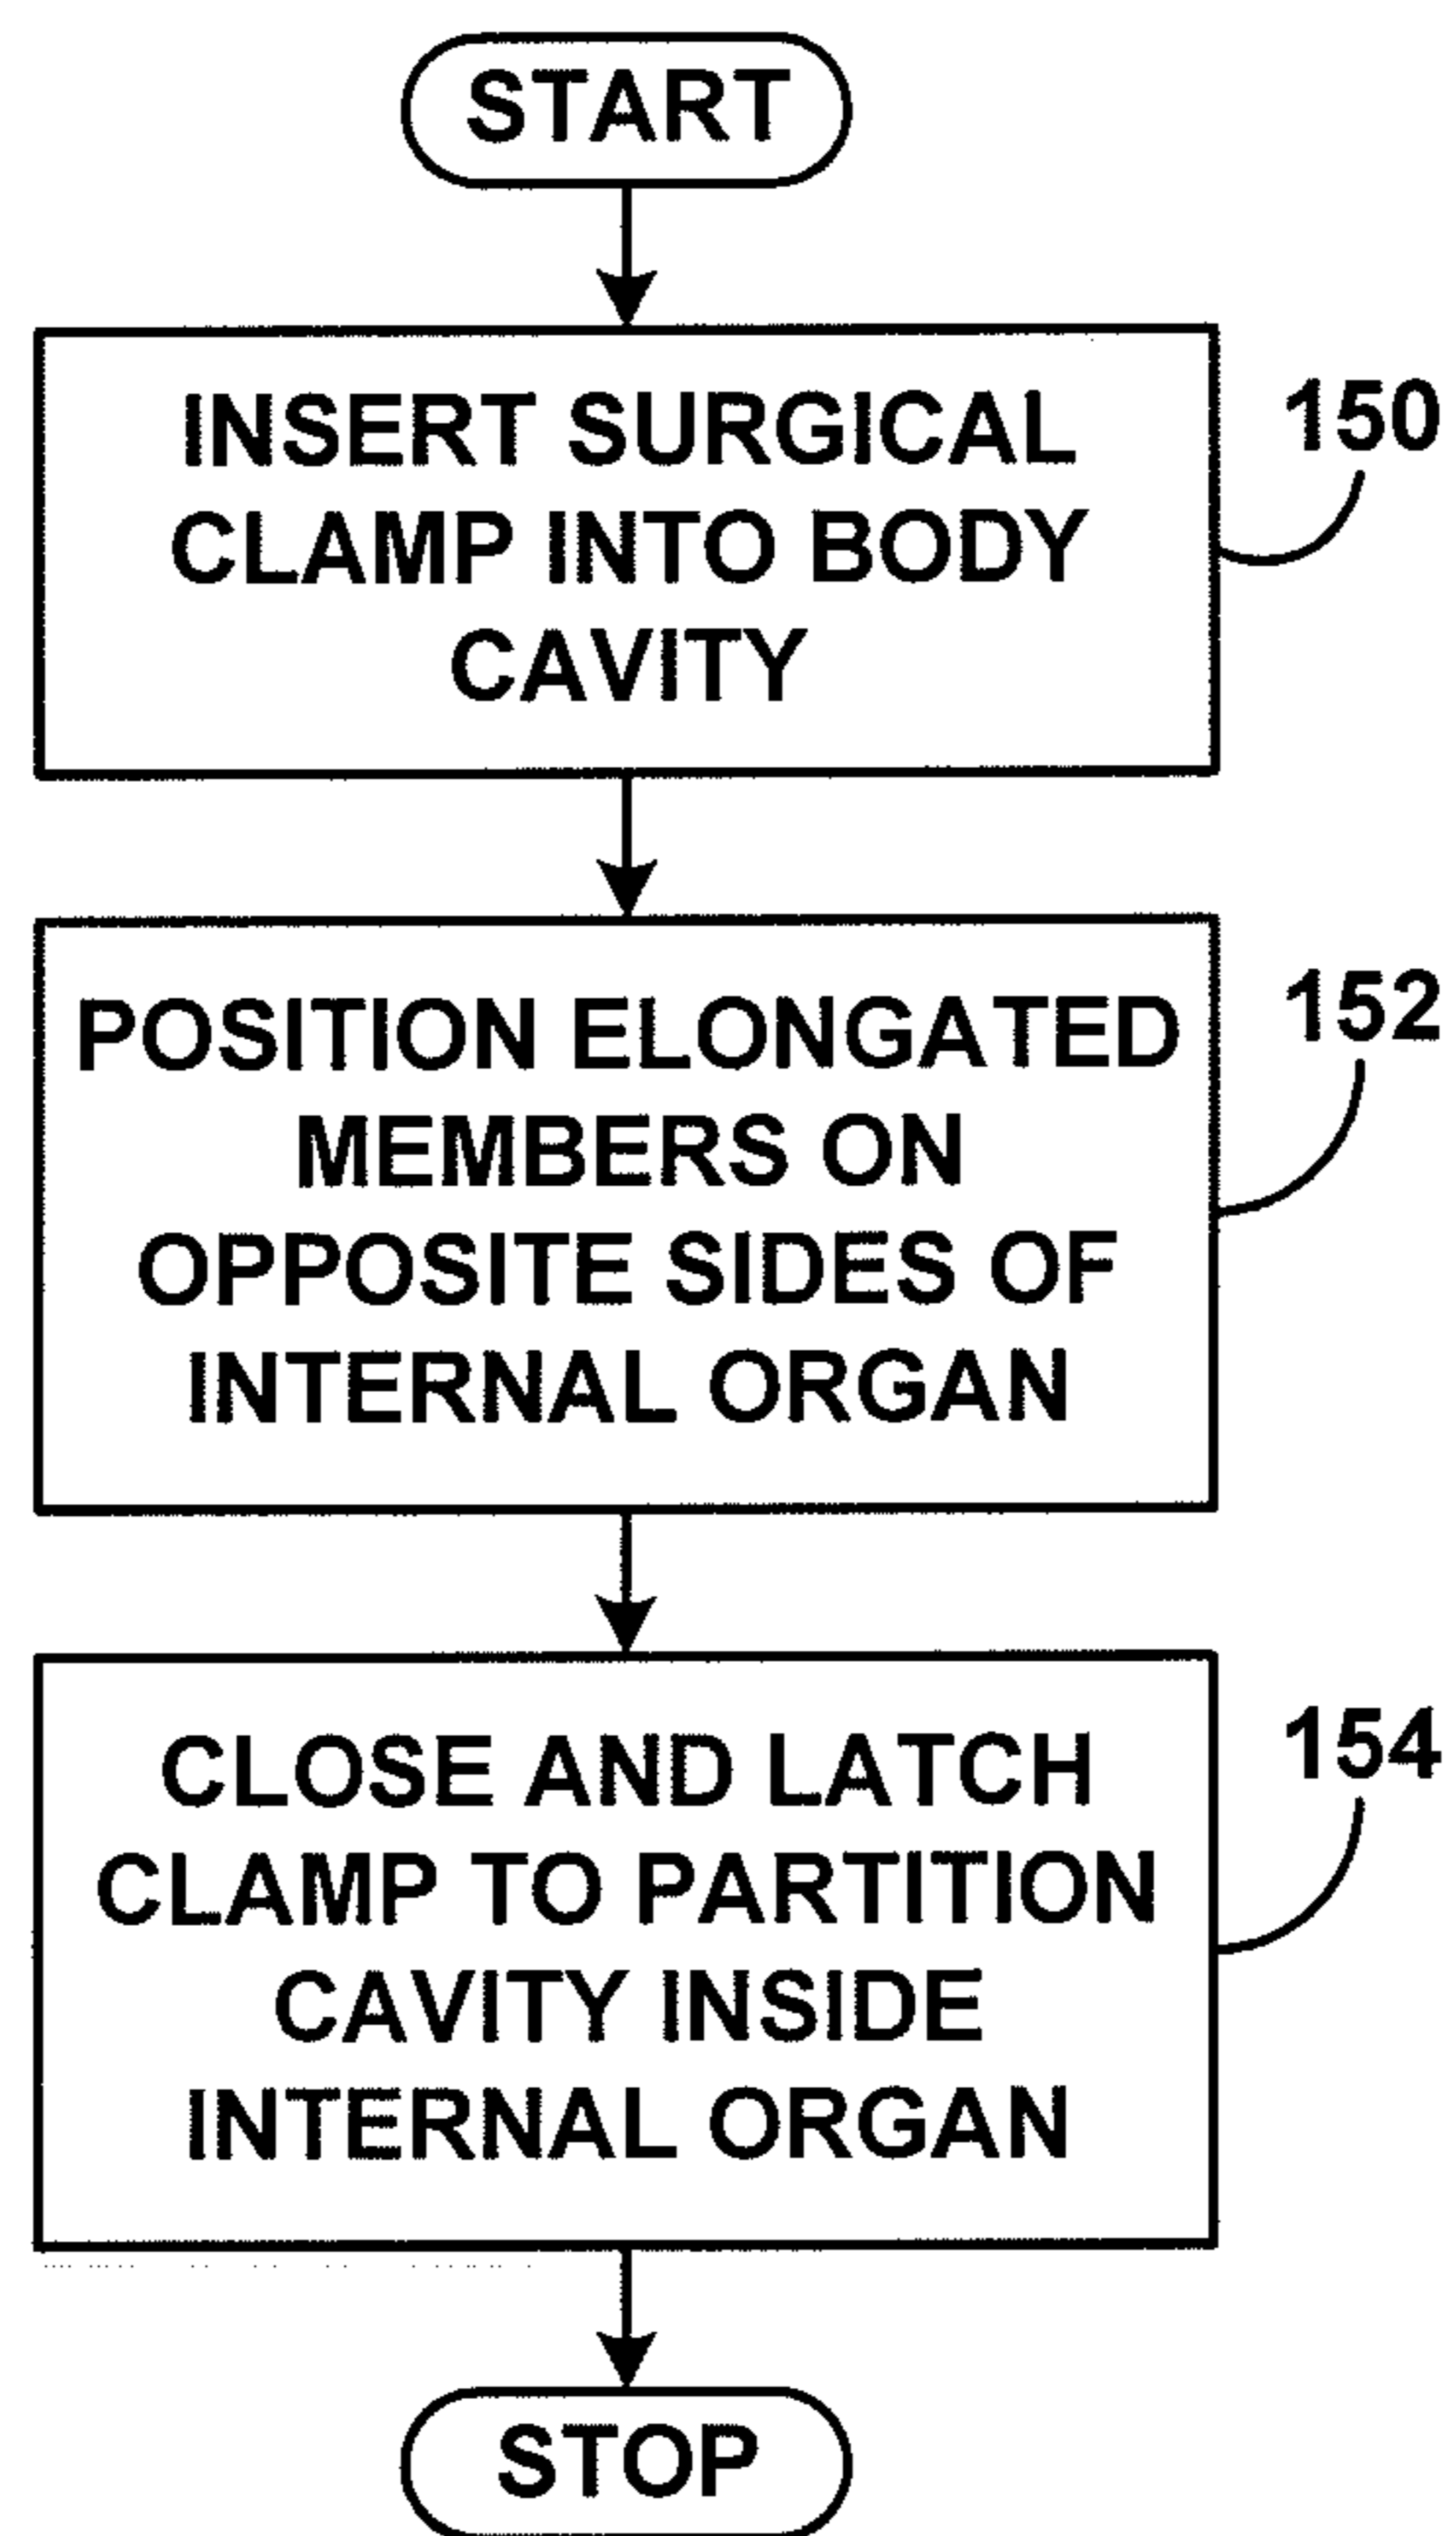 START
INSERT SURGICAL
CLAMP INTO BODY
CAVITY
150
POSITION ELONGATED
MEMBERS ON
OPPOSITE SIDES OF
INTERNAL ORGAN
152
CLOSE AND LATCH
CLAMP TO PARTITION
CAVITY INSIDE
INTERNAL ORGAN
154
STOP